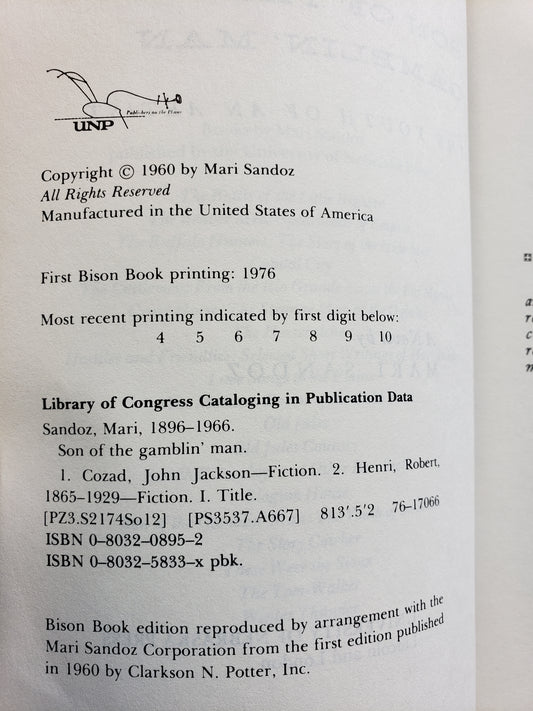 Publishers on the Plains
UNP
Copyright © 1960 by Mari Sandoz
All Rights Reserved
Manufactured in the United States of America
First Bison Book printing: 1976
Most recent printing indicated by first digit below:
4 5 6 7 8 9 10
Library of Congress Cataloging in Publication Data
Sandoz, Mari, 1896–1966.
Son of the gamblin' man.
1. Cozad, John Jackson—Fiction. 2. Henri, Robert,
1865–1929—Fiction. I. Title.
[PZ3.S2174So12] [PS3537.A667] 813'.5'2 76–17066
ISBN 0–8032–0895–2
ISBN 0–8032–5833–x pbk.
Bison Book edition reproduced by arrangement with the
Mari Sandoz Corporation from the first edition published
in 1960 by Clarkson N. Potter, Inc.